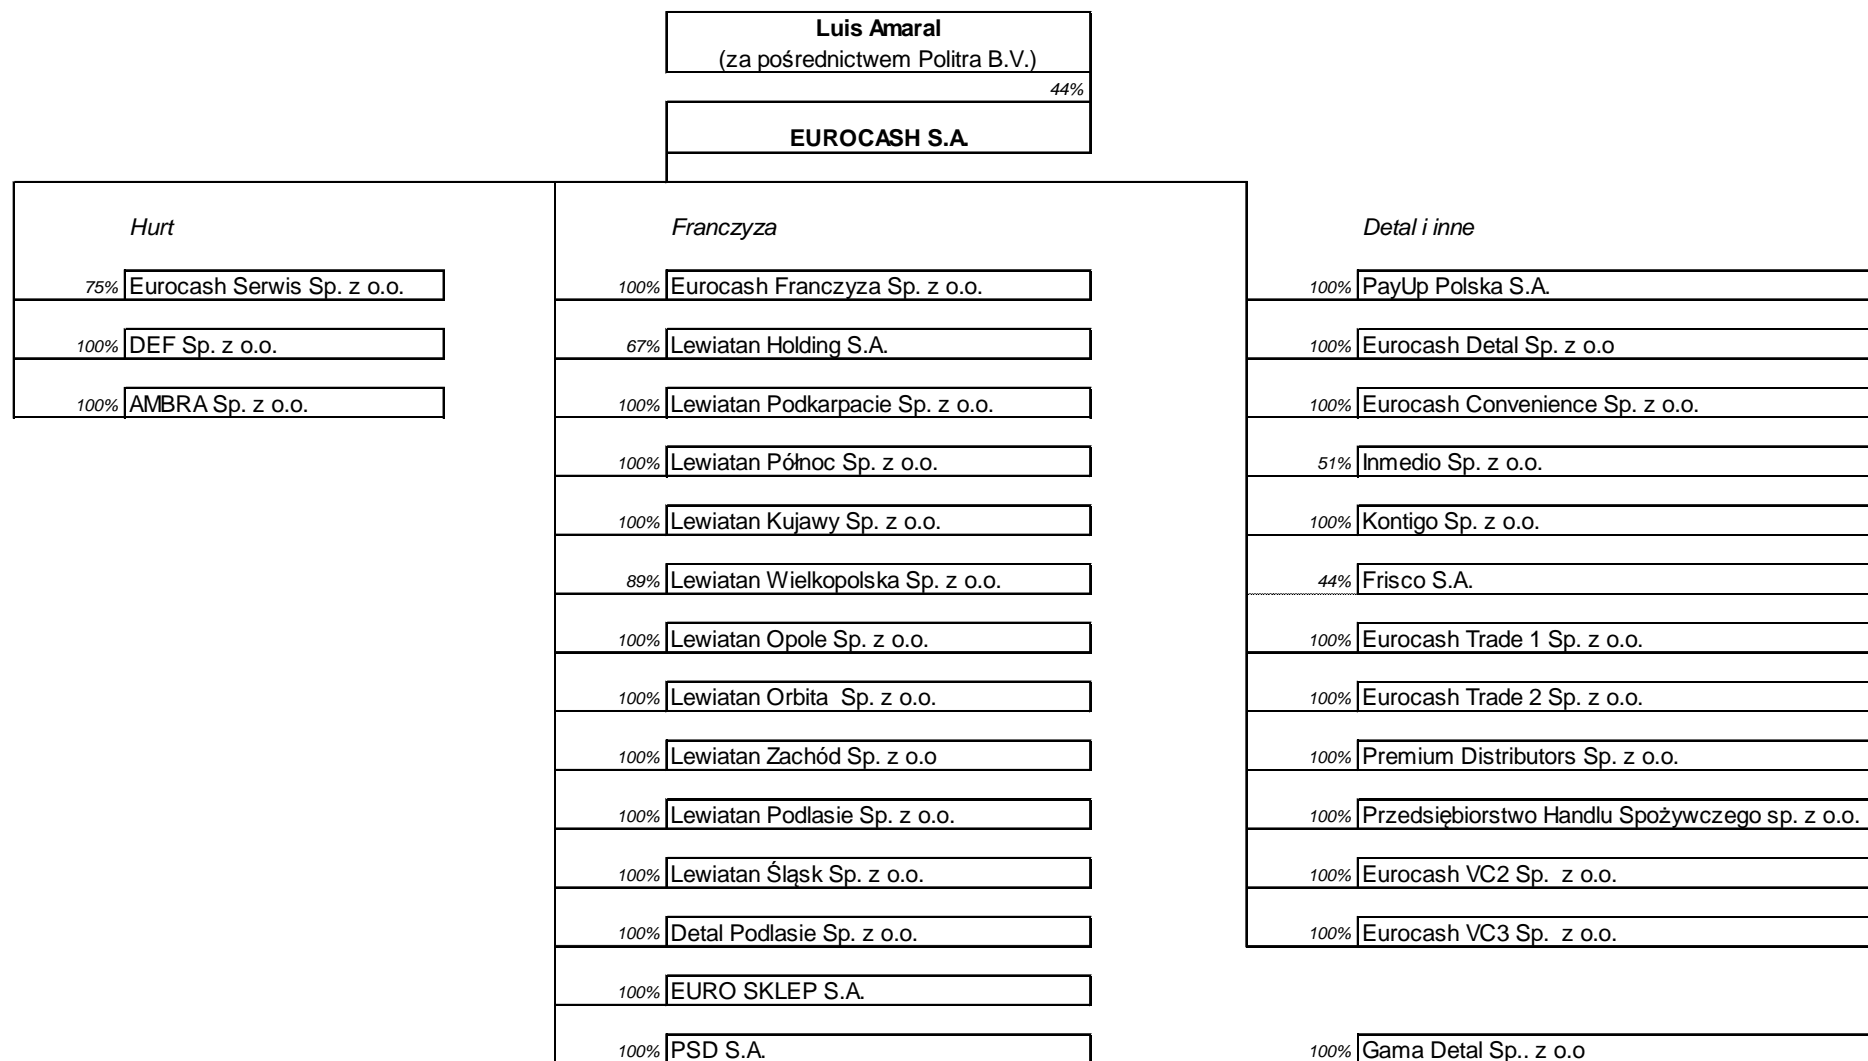 Luis Amaral
(za pośrednictwem Politra B.V.)
44%
EUROCASH S.A.
Hurt
75% Eurocash Serwis Sp. z o.o.
100% DEF Sp. z o.o.
100% AMBRA Sp. z o.o.
Franczyza
100% Eurocash Franczyza Sp. z o.o.
67% Lewiatan Holding S.A.
100% Lewiatan Podkarpacie Sp. z o.o.
100% Lewiatan Północ Sp. z o.o.
100% Lewiatan Kujawy Sp. z o.o.
89% Lewiatan Wielkopolska Sp. z o.o.
100% Lewiatan Opole Sp. z o.o.
100% Lewiatan Orbita  Sp. z o.o.
100% Lewiatan Zachód Sp. z o.o
100% Lewiatan Podlasie Sp. z o.o.
100% Lewiatan Śląsk Sp. z o.o.
100% Detal Podlasie Sp. z o.o.
100% EURO SKLEP S.A.
100% PSD S.A.
Detal i inne
100% PayUp Polska S.A.
100% Eurocash Detal Sp. z o.o
100% Eurocash Convenience Sp. z o.o.
51% Inmedio Sp. z o.o.
100% Kontigo Sp. z o.o.
44% Frisco S.A.
100% Eurocash Trade 1 Sp. z o.o.
100% Eurocash Trade 2 Sp. z o.o.
100% Premium Distributors Sp. z o.o.
100% Przedsiębiorstwo Handlu Spożywczego sp. z o.o.
100% Eurocash VC2 Sp.  z o.o.
100% Eurocash VC3 Sp.  z o.o.
100% Gama Detal Sp.. z o.o